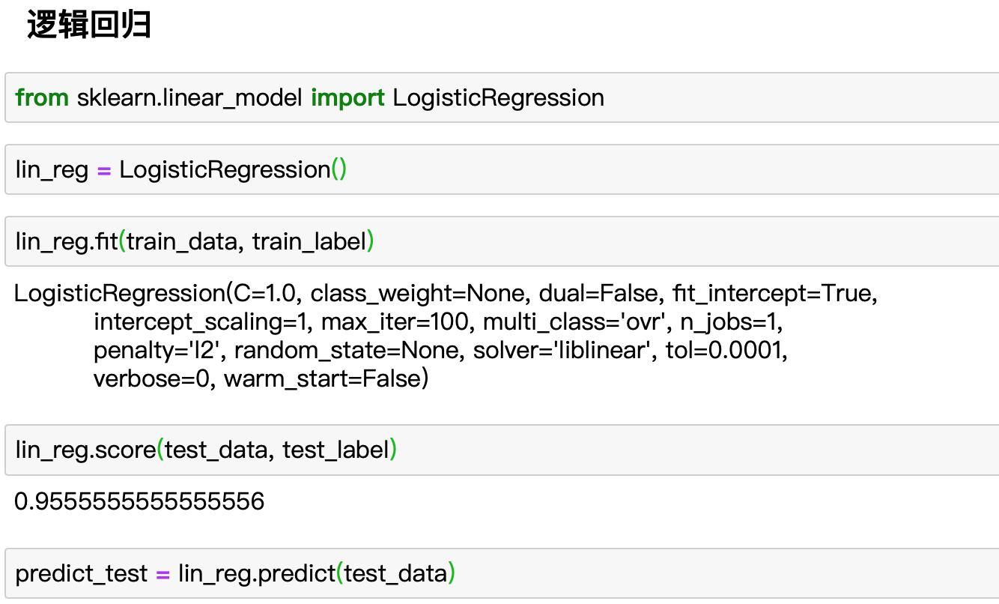 逻辑回归
from sklearn.linear_model import LogisticRegression
lin_reg = LogisticRegression()
lin_reg.fit(train_data, train_label)
LogisticRegression(C=1.0, class_weight=None, dual=False, fit_intercept=True,
intercept_scaling=1, max_iter=100, multi_class='ovr', n_jobs=1,
penalty='l2', random_state=None, solver='liblinear', tol=0.0001,
verbose=0, warm_start=False)
lin_reg.score(test_data, test_label)
0.9555555555555556
predict_test = lin_reg.predict(test_data)